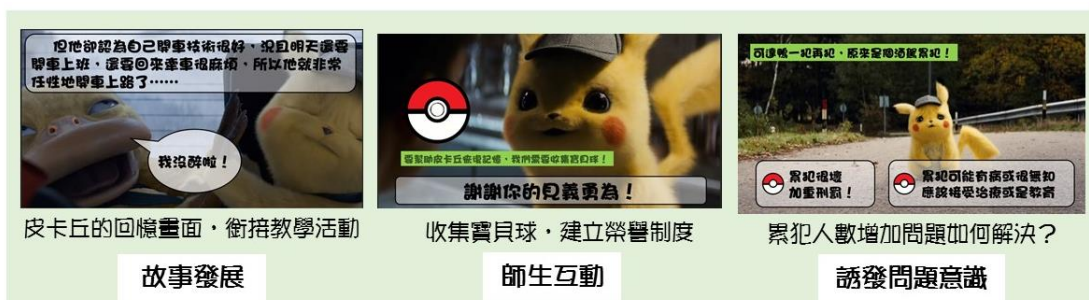 但他卻認為自己開車技術很好，況且明天還要
開車上班，還要回來牽車很麻煩，所以他就非常
任性地開車上路了……
我沒醉啦！
皮卡丘的回憶畫面，銜接教學活動
故事發展
要幫助皮卡丘恢復記憶，我們需要收集寶貝球！
謝謝你的見義勇為！
收集寶貝球，建立榮譽制度
師生互動
可達鴨一犯再犯，原來是個酒駕累犯！
累犯很壞
加重刑罰！
累犯可能有病或很無知
應該接受治療或是教育
累犯人數增加問題如何解決？
誘發問題意識